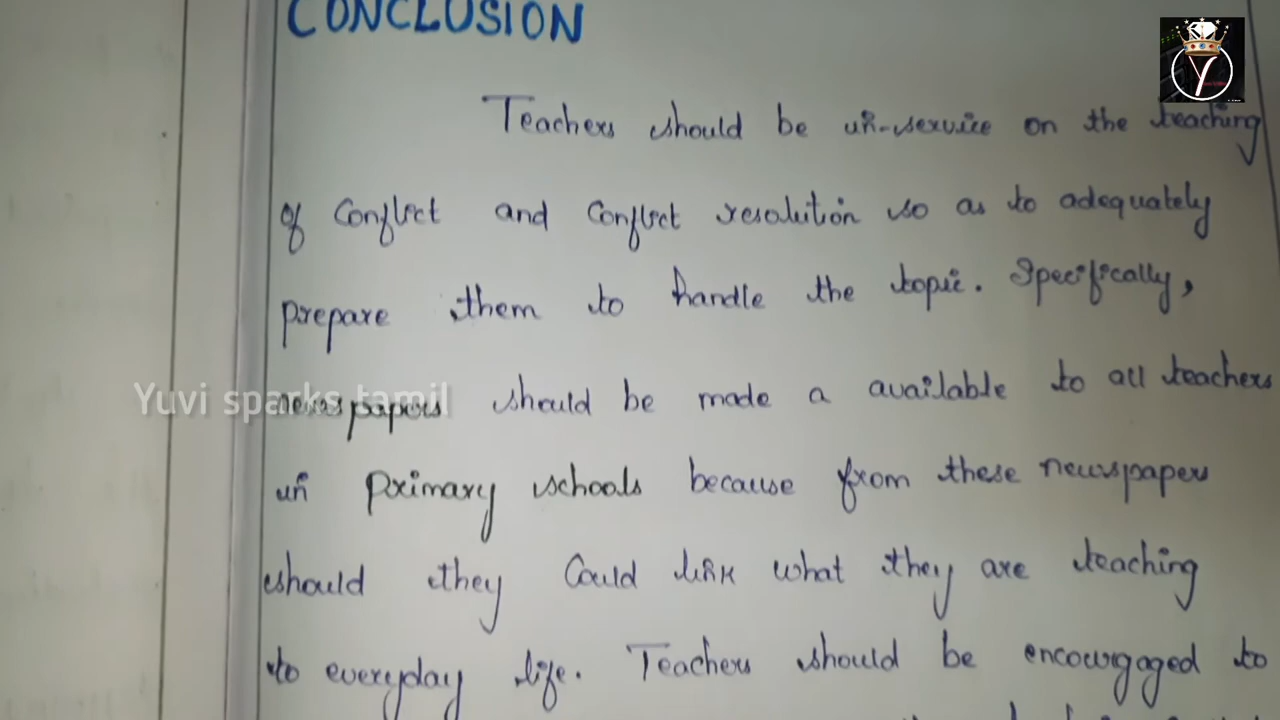 CONCLUSION
Y
Teachers should be in-service on the teaching
of Conflict and Conflict resolution so as to adequately
prepare them to handle the topic. Specifically,
Yuvi sparks tamil
newspapers should be made a available to all teachers
in primary schools because from these newspapers
should they Could link what they are teaching
to everyday life. Teachers should be encourgaged to